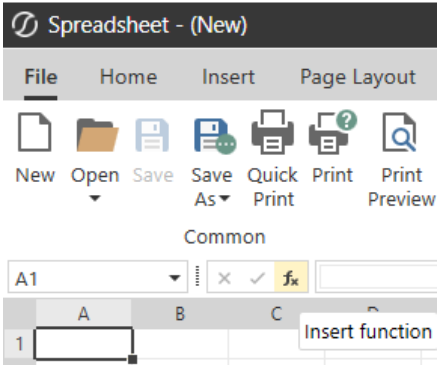 Spreadsheet - (New)
File Home Insert Page Layout
New Open Save Save As Quick Print Print Print Preview
Common
A1 fx
A B C
Insert function
1